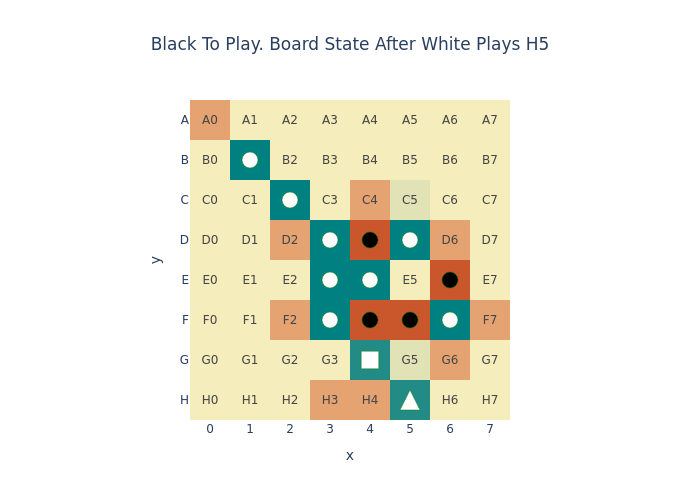 Black To Play. Board State After White Plays H5
A A0 A1 A2 A3 A4 A5 A6 A7
B B0 B2 B3 B4 B5 B6 B7
C C0 C1 C3 C4 C5 C6 C7
D D0 D1 D2 D6 D7
E E0 E1 E2 E5 E7
F F0 F1 F2 F7
G G0 G1 G2 G3 G5 G6 G7
H H0 H1 H2 H3 H4 H6 H7
0 1 2 3 4 5 6 7
x
y